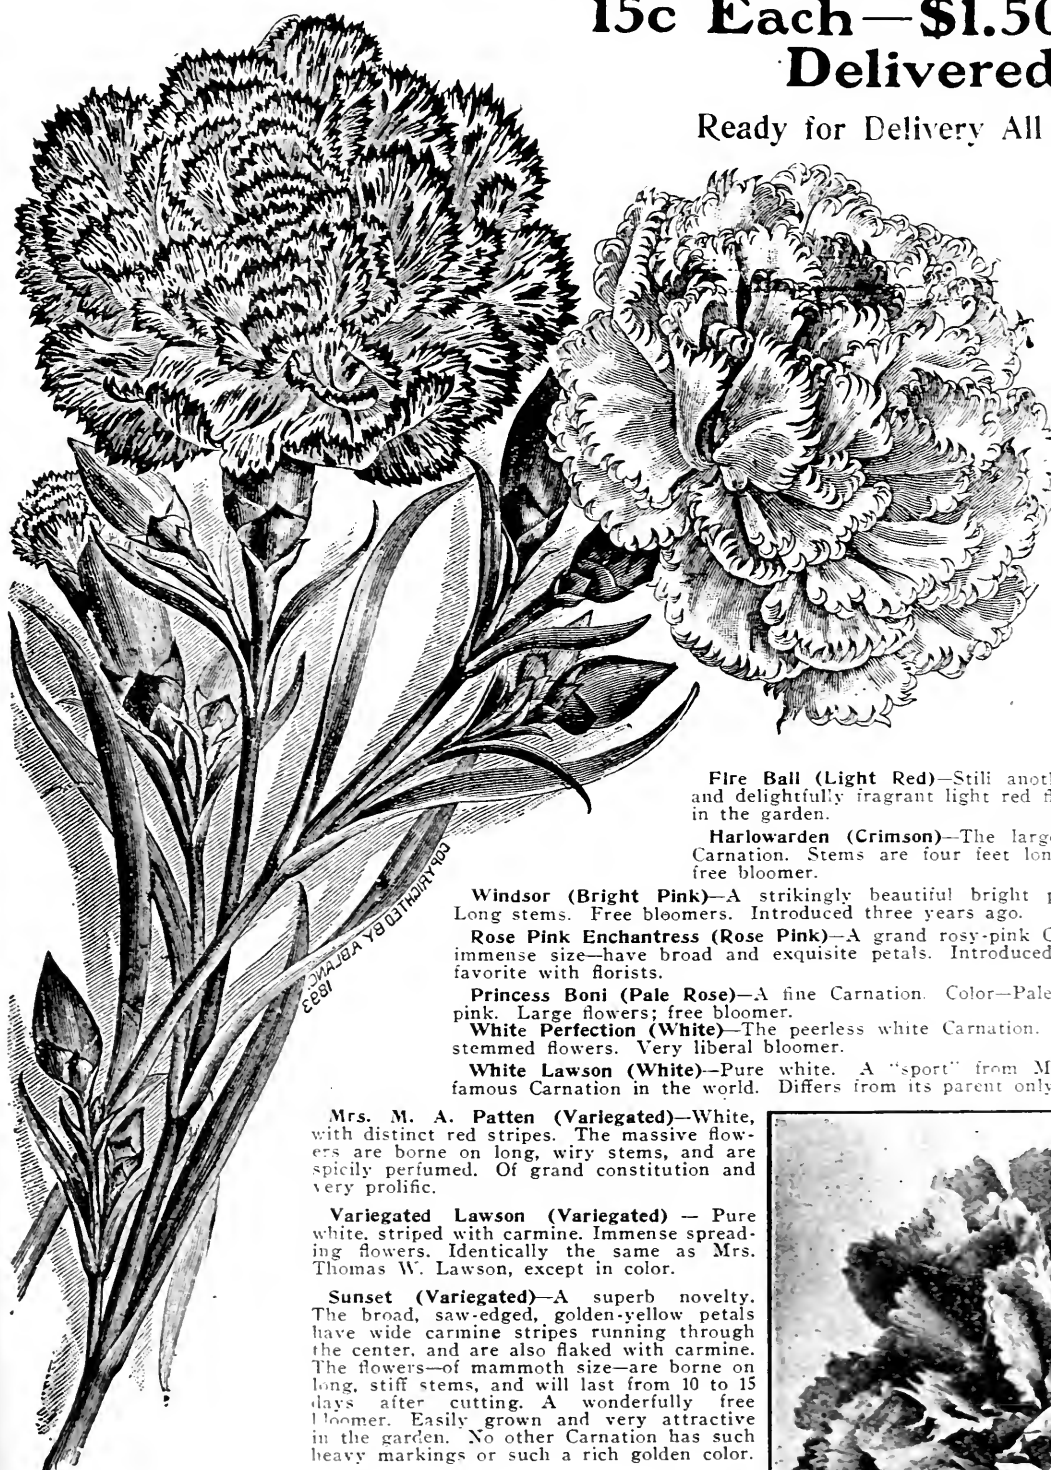 15c Each—$1.50
Delivered
Ready for Delivery All
Fire Ball (Light Red)—Still
and delightfully fragrant light red
in the garden.
Harlowarden (Crimson)—The
Carnation. Stems are four feet
free bloomer.
Windsor (Bright Pink)—A strikingly beautiful bright
Long stems. Free bloomers. Introduced three years ago.
Rose Pink Enchantress (Rose Pink)—A grand rosy-pink
immense size—have broad and exquisite petals. Introduced
favorite with florists.
Princess Boni (Pale Rose)—A fine Carnation. Color—Pale
pink. Large flowers; free bloomer.
White Perfection (White)—The peerless white Carnation.
stemmed flowers. Very liberal bloomer.
White Lawson (White)—Pure white. A "sport" from
famous Carnation in the world. Differs from its parent only
Mrs. M. A. Patten (Variegated)—White,
with distinct red stripes. The massive flow-
ers are borne on long, wiry stems, and are
spicily perfumed. Of grand constitution and
very prolific.
Variegated Lawson (Variegated) — Pure
white, striped with carmine. Immense spread-
ing flowers. Identically the same as Mrs.
Thomas W. Lawson, except in color.
Sunset (Variegated)—A superb novelty.
The broad, saw-edged, golden-yellow petals
have wide carmine stripes running through
the center, and are also flaked with carmine.
The flowers—of mammoth size—are borne on
long, stiff stems, and will last from 10 to 15
days after cutting. A wonderfully free
bloomer. Easily grown and very attractive
in the garden. No other Carnation has such
heavy markings or such a rich golden color.
COPYRIGHTED BY A.BLANC.
1893